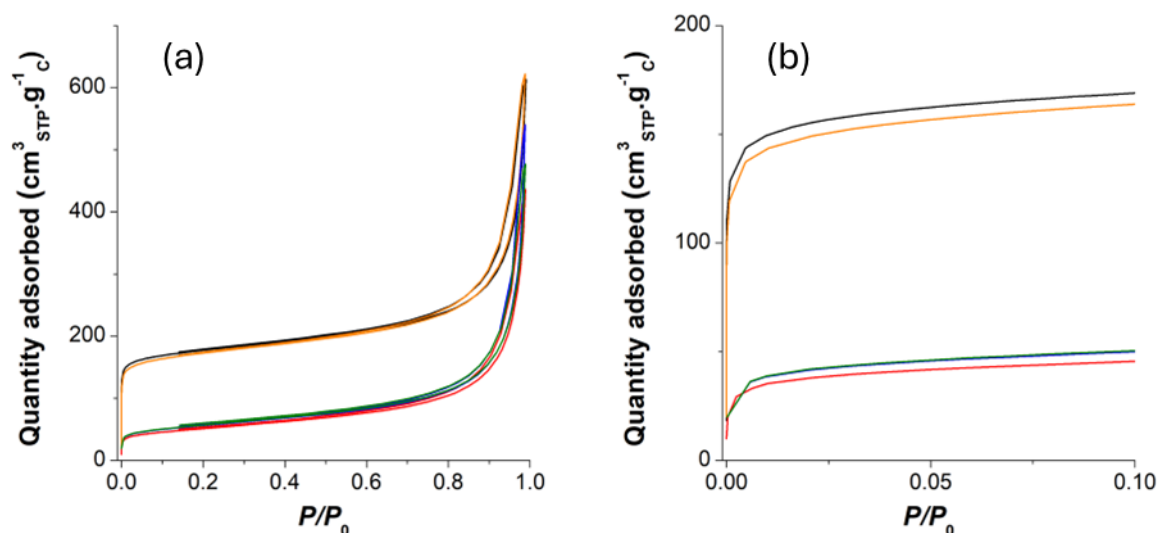 (a)
Quantity adsorbed (cm³STP.g⁻¹C)
600
400
200
0
0.0 0.2 0.4 0.6 0.8 1.0
P/P₀
(b)
Quantity adsorbed (cm³STP.g⁻¹C)
200
100
0
0.00 0.05 0.10
P/P₀